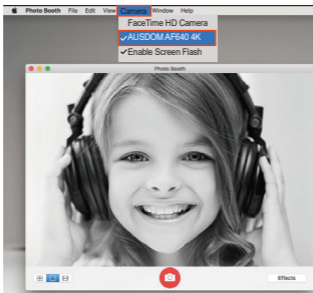 Photo Booth File Edit View Camera Window Help
FaceTime HD Camera
✓AUSDOM AF640 4K
✓Enable Screen Flash
Photo Booth
Effects